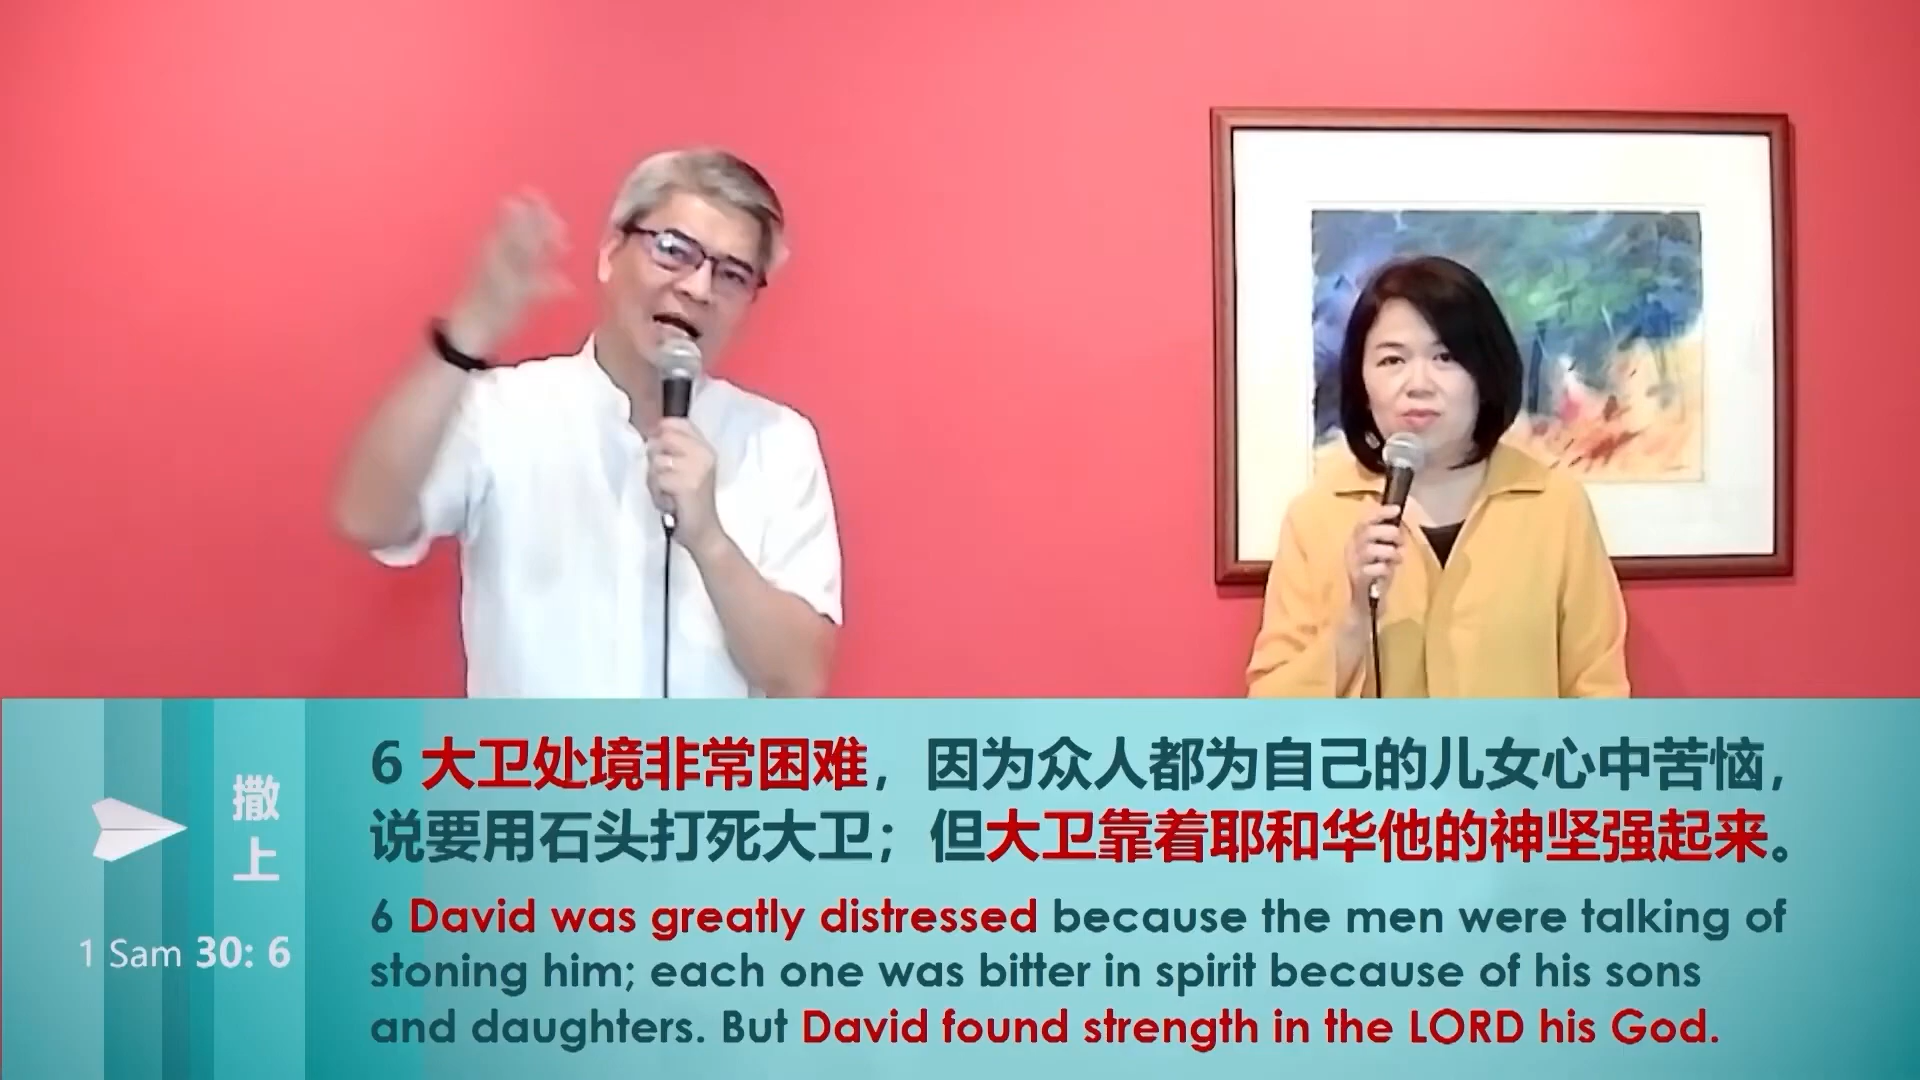 撒
上
1 Sam 30: 6
6 大卫处境非常困难，因为众人都为自己的儿女心中苦恼，
说要用石头打死大卫；但大卫靠着耶和华他的神坚强起来。
6 David was greatly distressed because the men were talking of
stoning him; each one was bitter in spirit because of his sons
and daughters. But David found strength in the LORD his God.